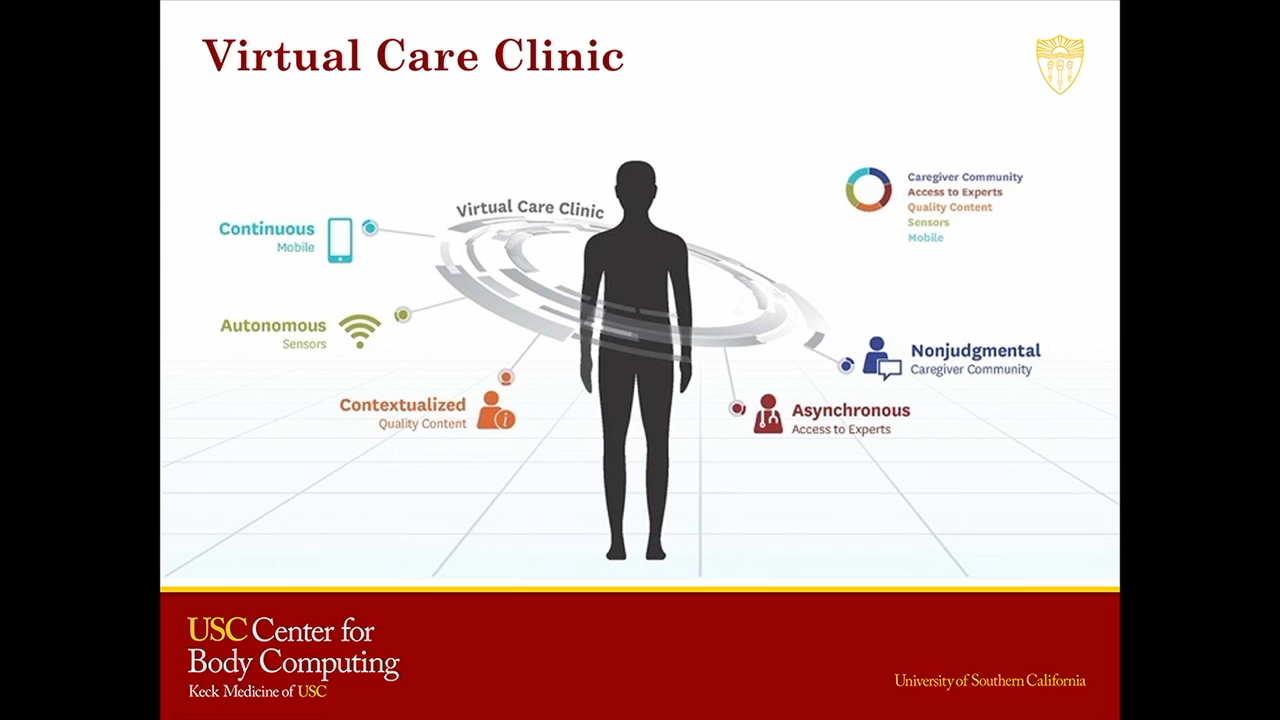 Virtual Care Clinic
Virtual Care Clinic
Caregiver Community
Access to Experts
Quality Content
Sensors
Mobile
Continuous
Mobile
Autonomous
Sensors
Contextualized
Quality Content
i
Nonjudgmental
Caregiver Community
Asynchronous
Access to Experts
USC Center for
Body Computing
Keck Medicine of USC
University of Southern California